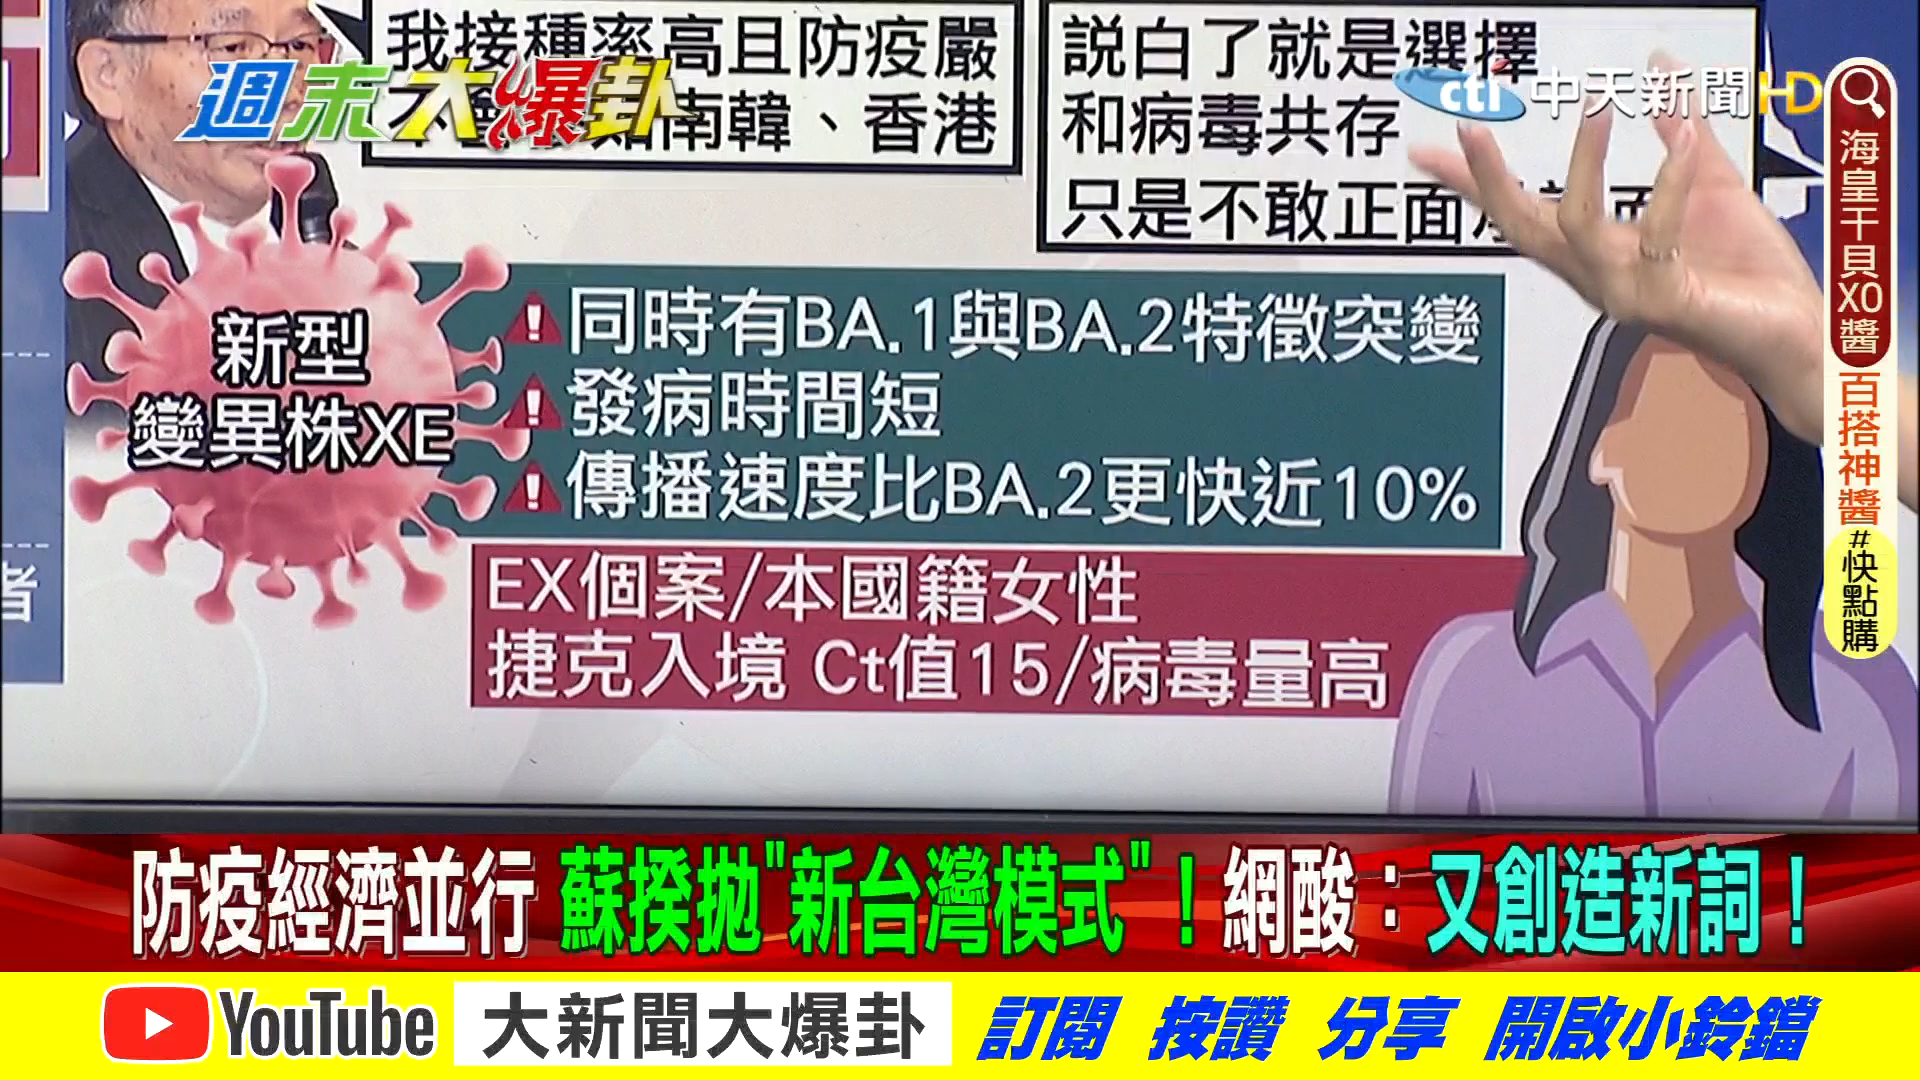 我接種率高且防疫嚴
南韓、香港
週末大爆卦
説白了就是選擇
和病毒共存
只是不敢正面
cti 中天新聞HD
海皇干貝XO醬
百搭神醬
#快點購
新型
變異株XE
同時有BA.1與BA.2特徵突變
發病時間短
傳播速度比BA.2更快近10%
EX個案/本國籍女性
捷克入境 Ct值15/病毒量高
者
防疫經濟並行 蘇揆拋"新台灣模式"！網酸：又創造新詞！
YouTube 大新聞大爆卦 訂閱 按讚 分享 開啟小鈴鐺